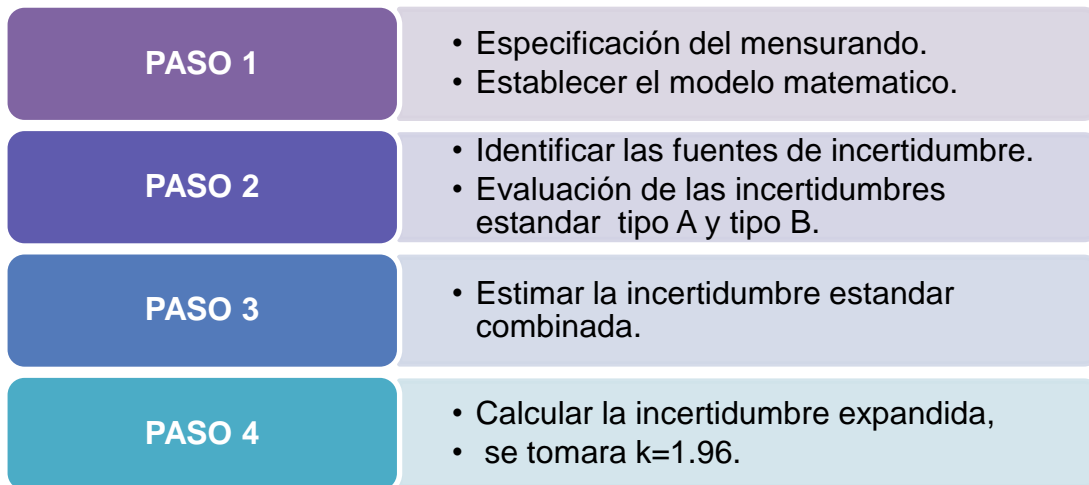 PASO 1
• Especificación del mensurando.
• Establecer el modelo matematico.
PASO 2
• Identificar las fuentes de incertidumbre.
• Evaluación de las incertidumbres
estandar tipo A y tipo B.
PASO 3
• Estimar la incertidumbre estandar
combinada.
PASO 4
• Calcular la incertidumbre expandida,
• se tomara k=1.96.